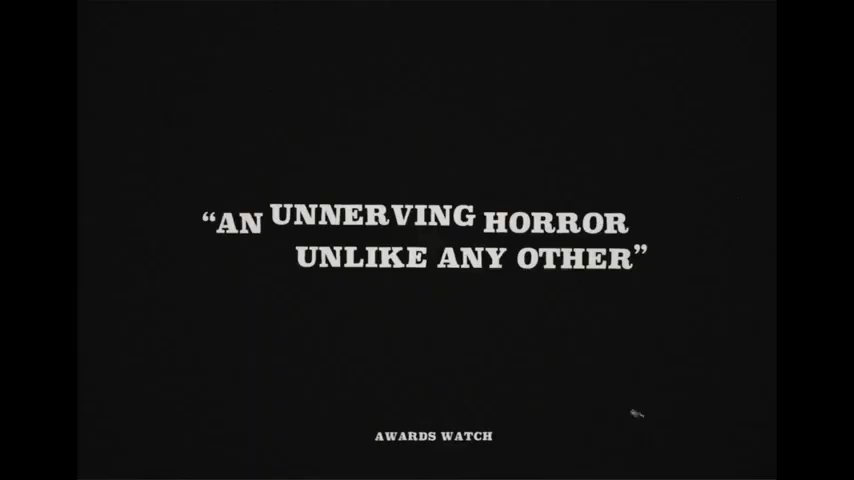 “AN UNNERVING HORROR
UNLIKE ANY OTHER”
AWARDS WATCH